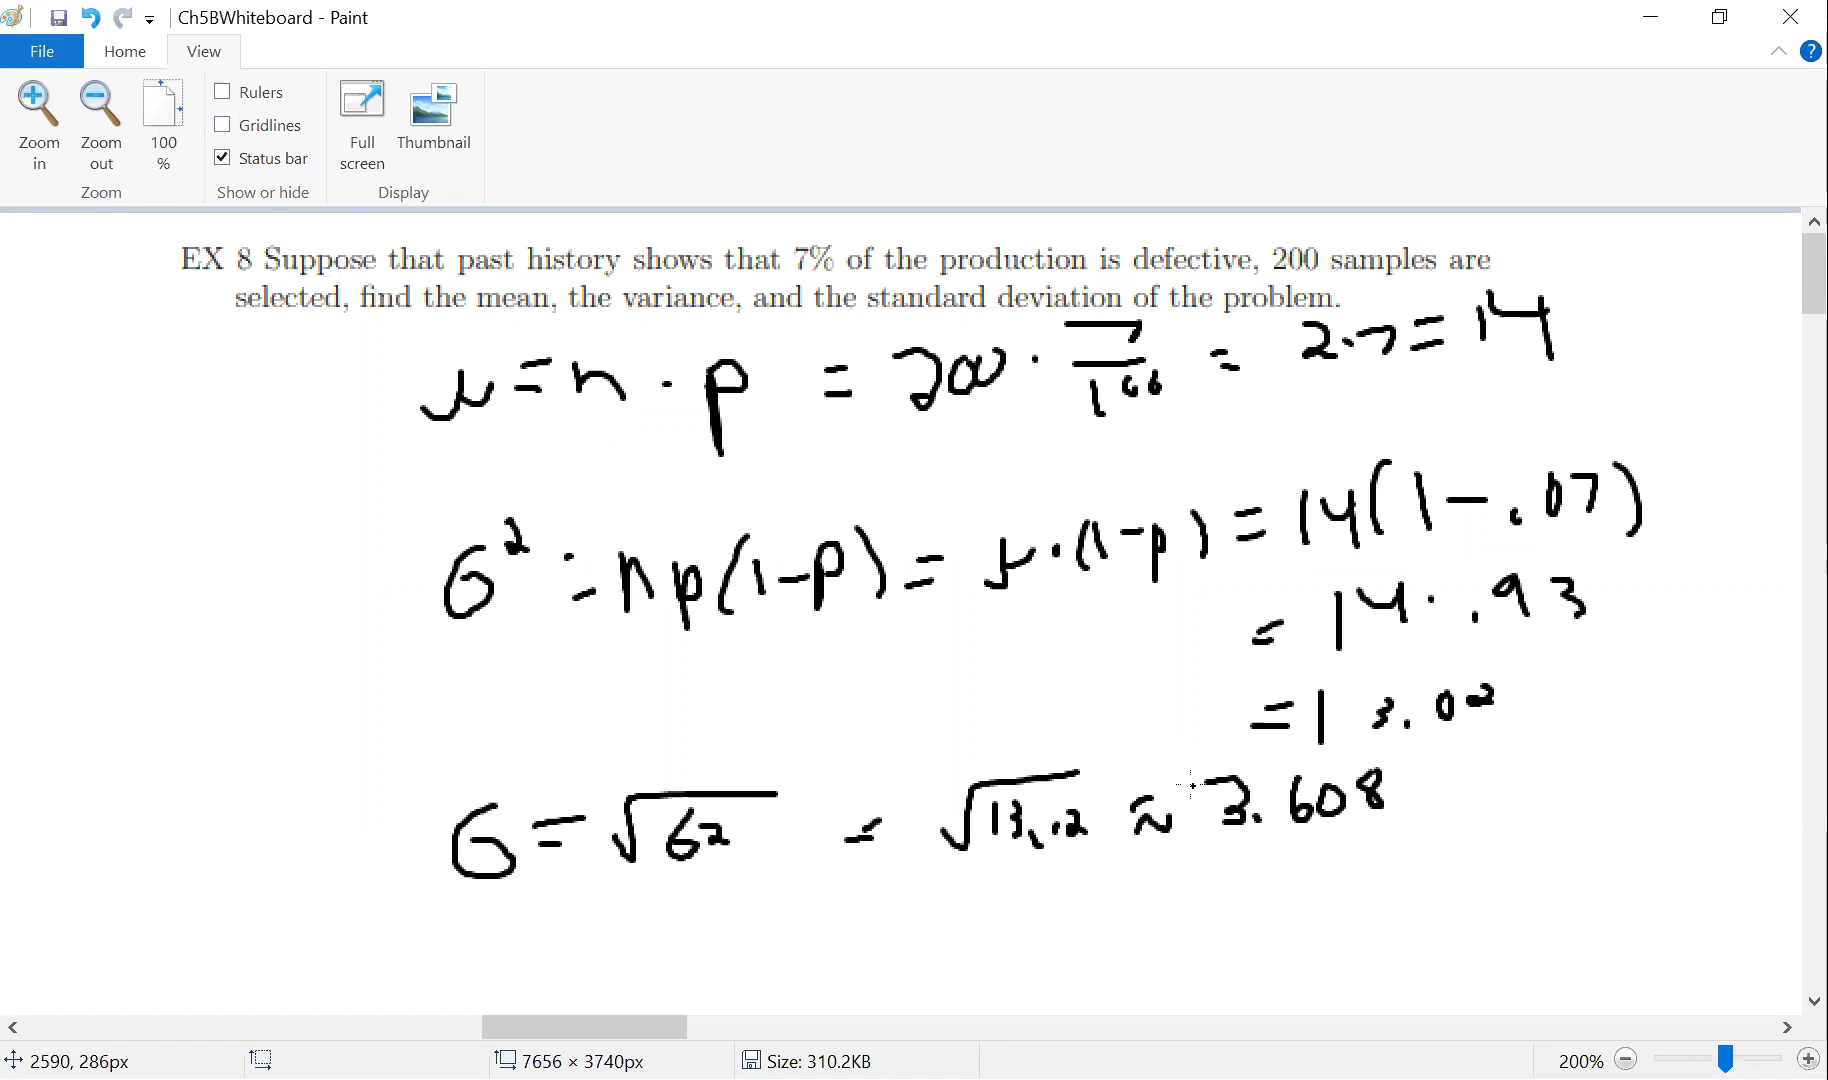 Ch5BWhiteboard - Paint
File Home View ?
Zoom in Zoom out 100 %
Rulers
Gridlines
Status bar
Full screen Thumbnail
Zoom Show or hide Display
EX 8 Suppose that past history shows that 7% of the production is defective, 200 samples are
selected, find the mean, the variance, and the standard deviation of the problem.
μ = n · p = 200 · 7/100 = 2·7 = 14
σ² = np(1-p) = μ·(1-p) = 14(1-.07)
= 14 · .93
= 13.02
σ = √σ² = √13.02 ≈ 3.608
2590, 286px 7656 × 3740px Size: 310.2KB 200%